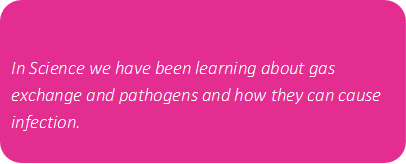 In Science we have been learning about gas
exchange and pathogens and how they can cause
infection.